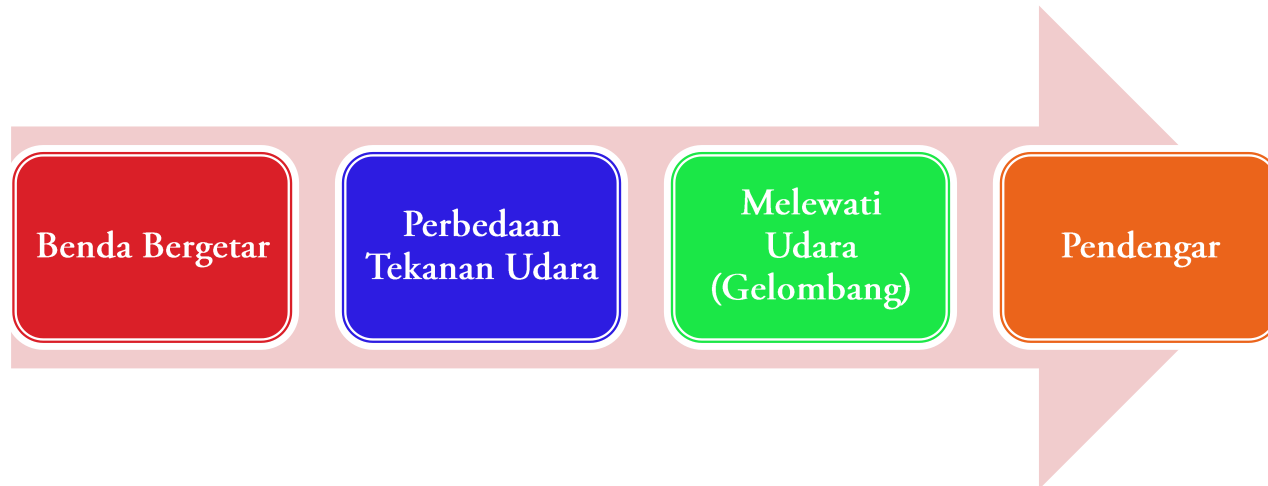 Benda Bergetar
Perbedaan
Tekanan Udara
Melewati
Udara
(Gelombang)
Pendengar